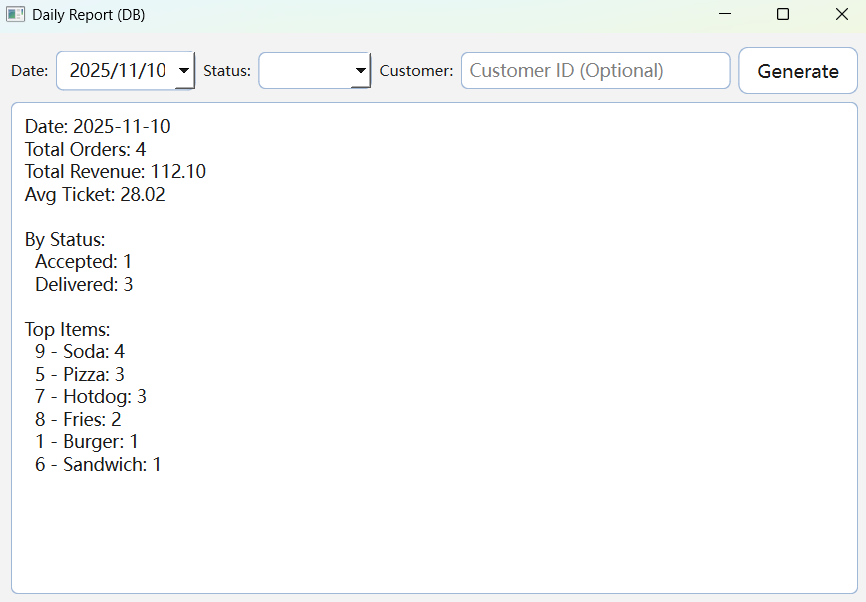 Daily Report (DB)
Date: 2025/11/10 Status: Customer: Customer ID (Optional) Generate
Date: 2025-11-10
Total Orders: 4
Total Revenue: 112.10
Avg Ticket: 28.02
By Status:
Accepted: 1
Delivered: 3
Top Items:
9 - Soda: 4
5 - Pizza: 3
7 - Hotdog: 3
8 - Fries: 2
1 - Burger: 1
6 - Sandwich: 1